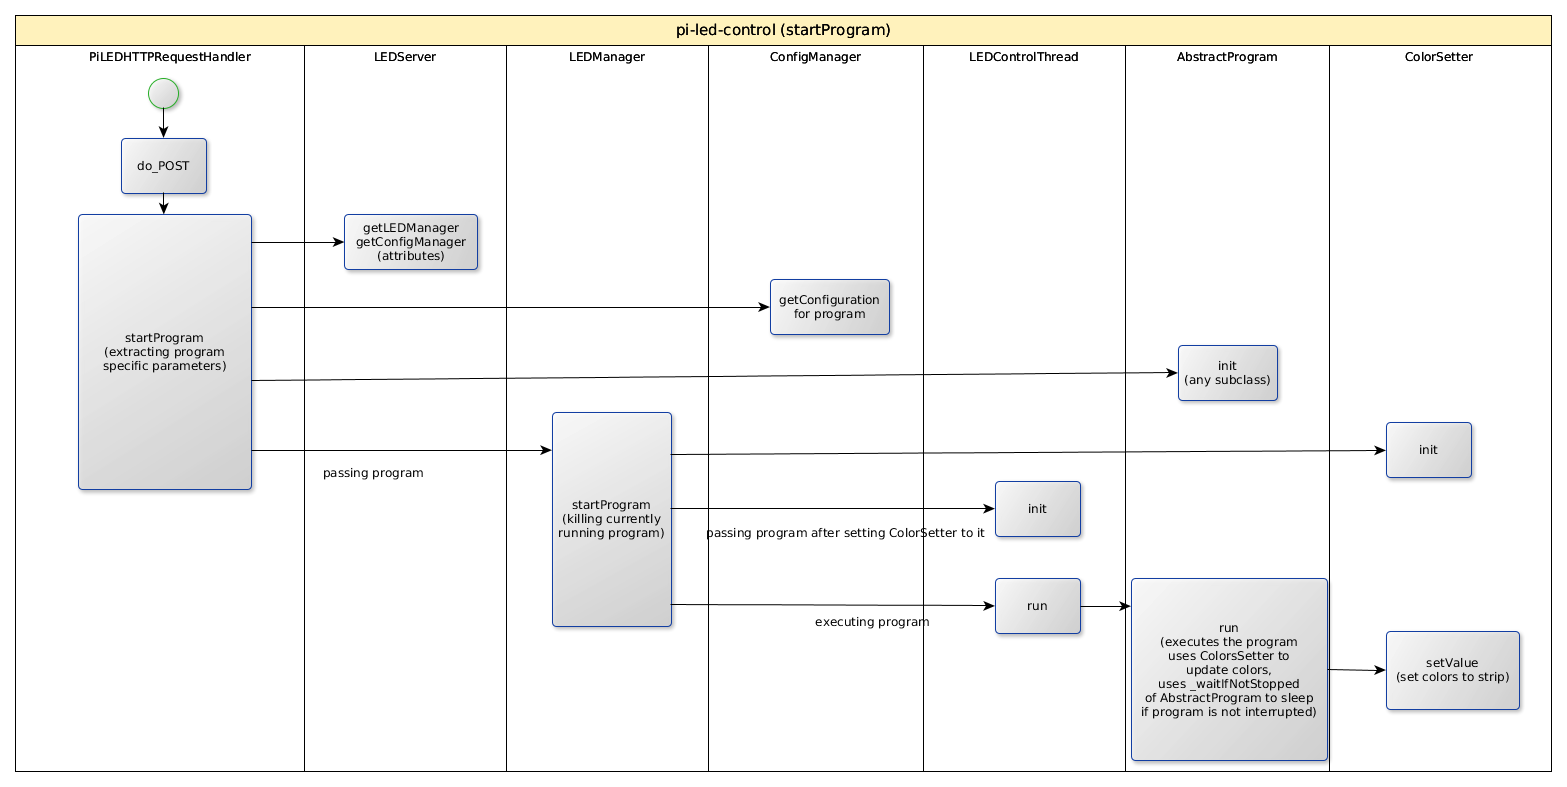 pi-led-control (startProgram)
PiLEDHTTPRequestHandler
LEDServer
LEDManager
ConfigManager
LEDControlThread
AbstractProgram
ColorSetter
do_POST
startProgram
(extracting program
specific parameters)
getLEDManager
getConfigManager
(attributes)
getConfiguration
for program
init
(any subclass)
passing program
startProgram
(killing currently
running program)
init
init
passing program after setting ColorSetter to it
run
executing program
run
(executes the program
uses ColorsSetter to
update colors,
uses _waitIfNotStopped
of AbstractProgram to sleep
if program is not interrupted)
setValue
(set colors to strip)